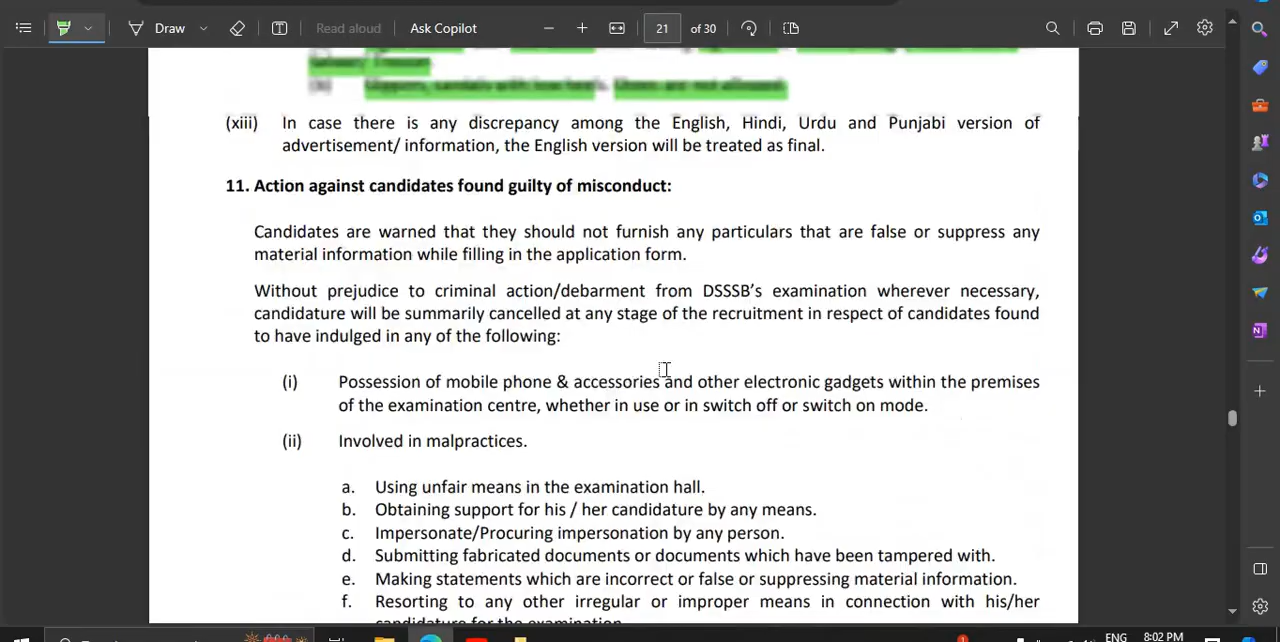 Draw
Read aloud
Ask Copilot
21
of 30
Slippers, sandals with low heels. Shoes are not allowed.
(xiii) In case there is any discrepancy among the English, Hindi, Urdu and Punjabi version of
advertisement/ information, the English version will be treated as final.
11. Action against candidates found guilty of misconduct:
Candidates are warned that they should not furnish any particulars that are false or suppress any
material information while filling in the application form.
Without prejudice to criminal action/debarment from DSSSB's examination wherever necessary,
candidature will be summarily cancelled at any stage of the recruitment in respect of candidates found
to have indulged in any of the following:
(i) Possession of mobile phone & accessories and other electronic gadgets within the premises
of the examination centre, whether in use or in switch off or switch on mode.
(ii) Involved in malpractices.
a. Using unfair means in the examination hall.
b. Obtaining support for his / her candidature by any means.
c. Impersonate/Procuring impersonation by any person.
d. Submitting fabricated documents or documents which have been tampered with.
e. Making statements which are incorrect or false or suppressing material information.
f. Resorting to any other irregular or improper means in connection with his/her
candidature for the examination.
ENG
8:02 PM